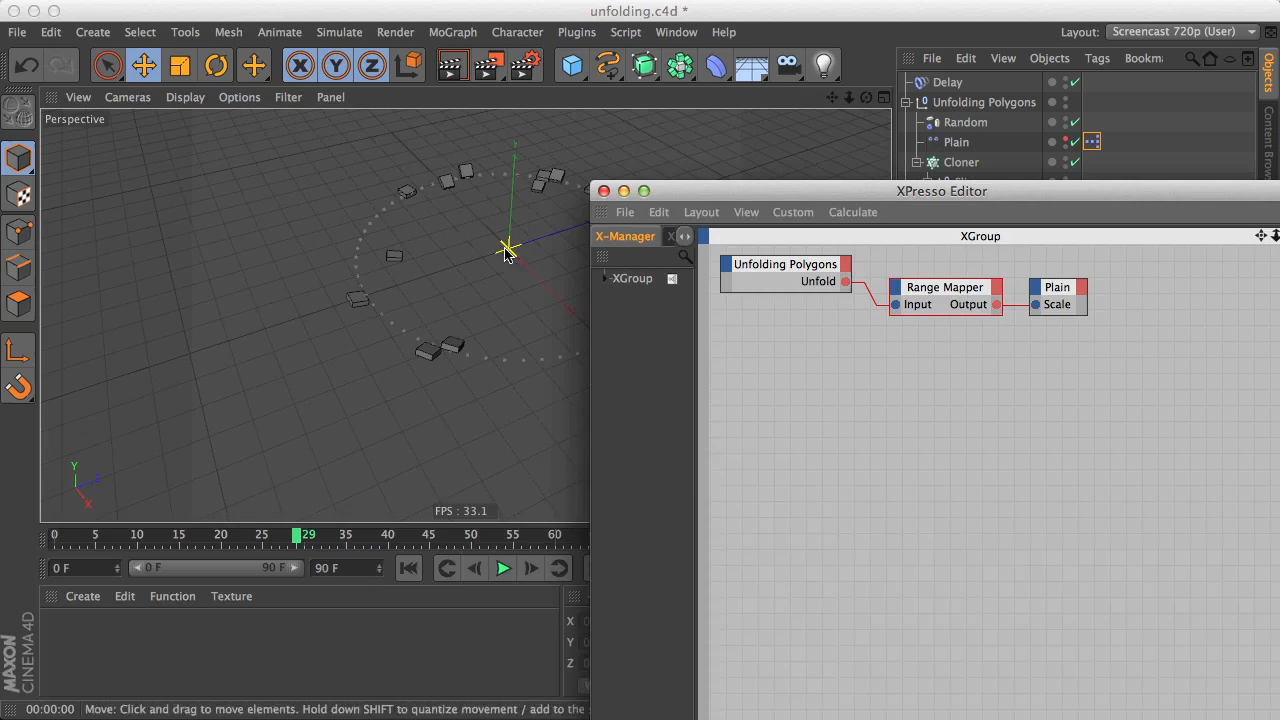 unfolding.c4d *
File Edit Create Select Tools Mesh Animate Simulate Render MoGraph Character Plugins Script Window Help
Layout: Screencast 720p (User)
X Y Z
File Edit View Objects Tags Bookm
View Cameras Display Options Filter Panel
Perspective
Delay
Unfolding Polygons
Random
Plain
Cloner
Objects
Content Brow
XPresso Editor
File Edit Layout View Custom Calculate
X-Manager X
XGroup
XGroup
Unfolding Polygons
Unfold
Range Mapper
Input Output
Plain
Scale
Y
Z
X
FPS : 33.1
0 5 10 15 20 25 29 35 40 45 50 55 60
0 F 0 F 90 F 90 F
Create Edit Function Texture
X
Y
Z
MAXON
CINEMA 4D
00:00:00 Move: Click and drag to move elements. Hold down SHIFT to quantize movement / add to the